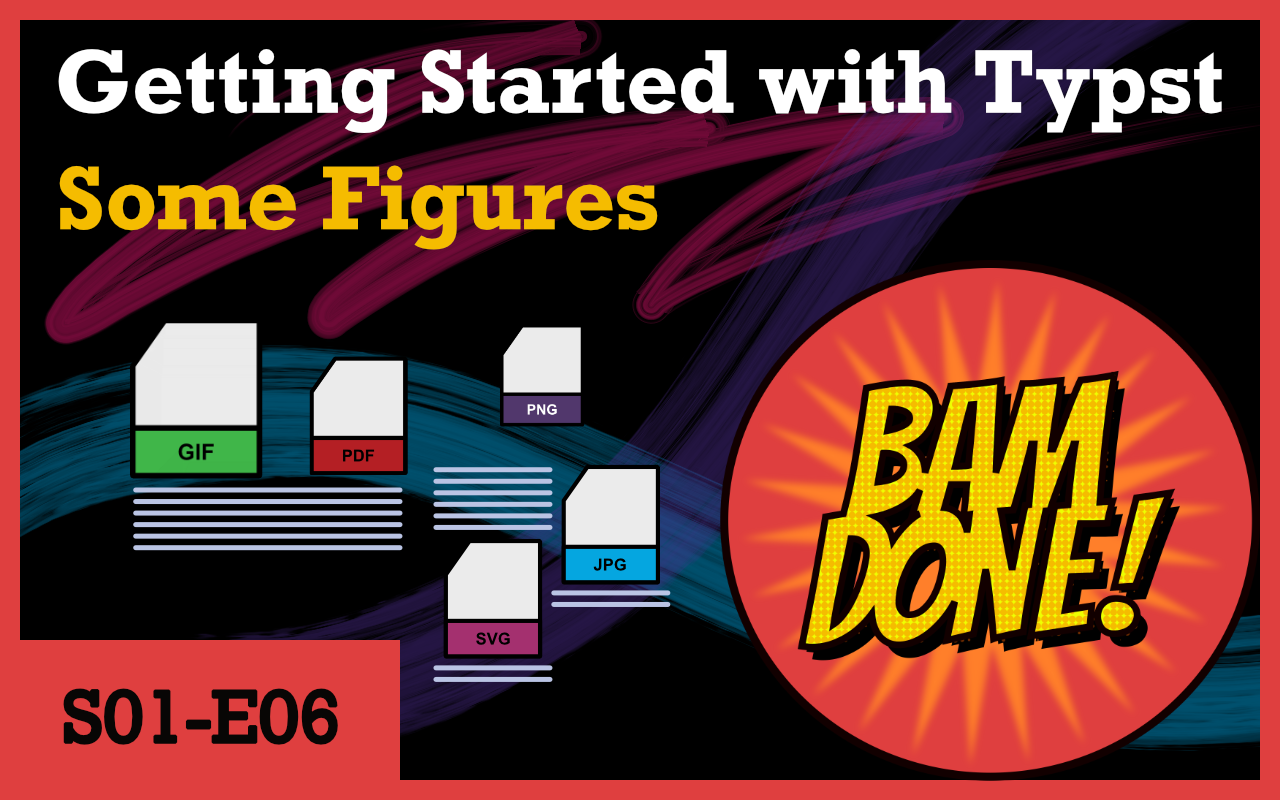 Getting Started with Typst
Some Figures
GIF
PDF
PNG
JPG
SVG
BAM
DONE!
S01-E06